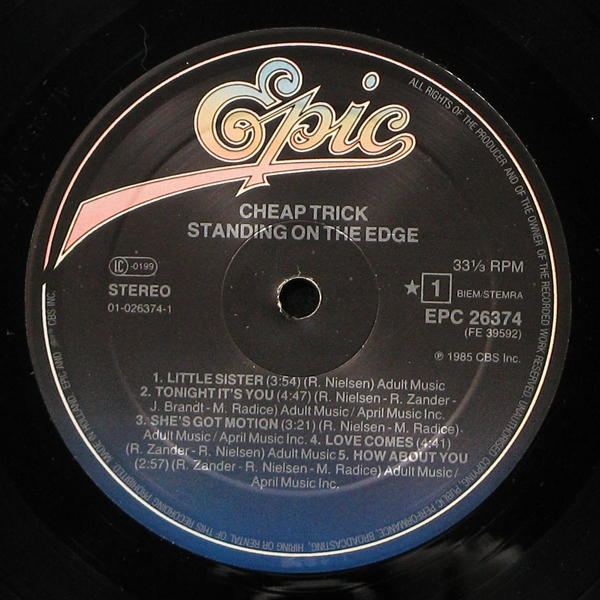 Epic
CHEAP TRICK
STANDING ON THE EDGE
IC -0199
STEREO
01-026374-1
33⅓ RPM
★ 1 BIEM/STEMRA
EPC 26374
(FE 39592)
℗ 1985 CBS Inc.
1. LITTLE SISTER (3:54) (R. Nielsen) Adult Music
2. TONIGHT IT'S YOU (4:47) (R. Nielsen - R. Zander -
J. Brandt - M. Radice) Adult Music / April Music Inc.
3. SHE'S GOT MOTION (3:21) (R. Nielsen - M. Radice)
Adult Music / April Music Inc. 4. LOVE COMES (4:41)
(R. Zander - R. Nielsen) Adult Music 5. HOW ABOUT YOU
(2:57) (R. Zander - R. Nielsen - M. Radice) Adult Music /
April Music Inc.
ALL RIGHTS OF THE PRODUCER AND OF THE OWNER OF THE RECORDED WORK RESERVED. UNAUTHORISED COPYING, PUBLIC PERFORMANCE, BROADCASTING, HIRING OR RENTAL OF THIS RECORDING PROHIBITED. MADE IN HOLLAND.
CBS INC.